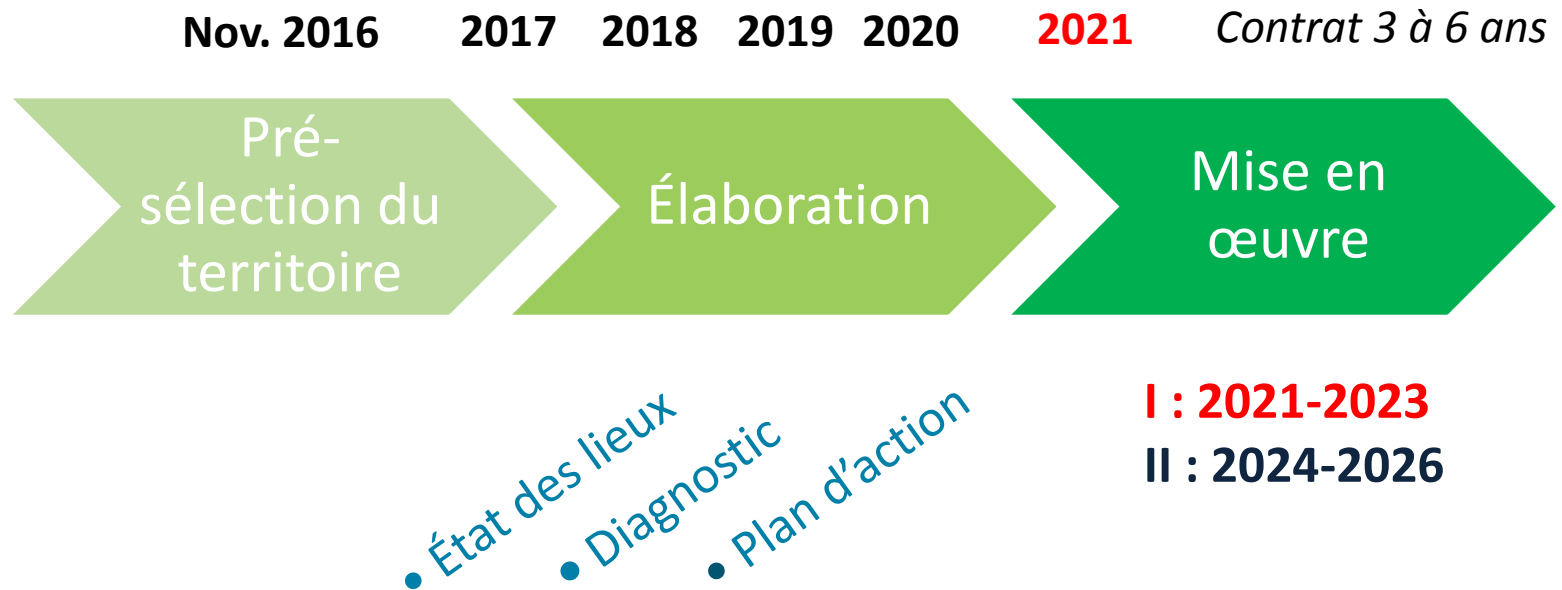 Nov. 2016 2017 2018 2019 2020 2021 Contrat 3 à 6 ans
Pré-
sélection du
territoire
Élaboration
Mise en
œuvre
• État des lieux
• Diagnostic
• Plan d’action
I : 2021-2023
II : 2024-2026